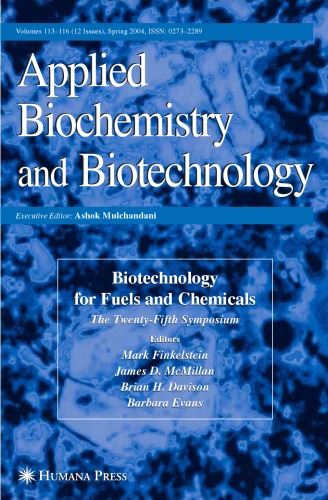 Volumes 113–116 (12 Issues), Spring 2004, ISSN: 0273–2289
Applied
Biochemistry
and Biotechnology
Executive Editor: Ashok Mulchandani
Biotechnology
for Fuels and Chemicals
The Twenty-Fifth Symposium
Editors
Mark Finkelstein
James D. McMillan
Brian H. Davison
Barbara Evans
HUMANA PRESS